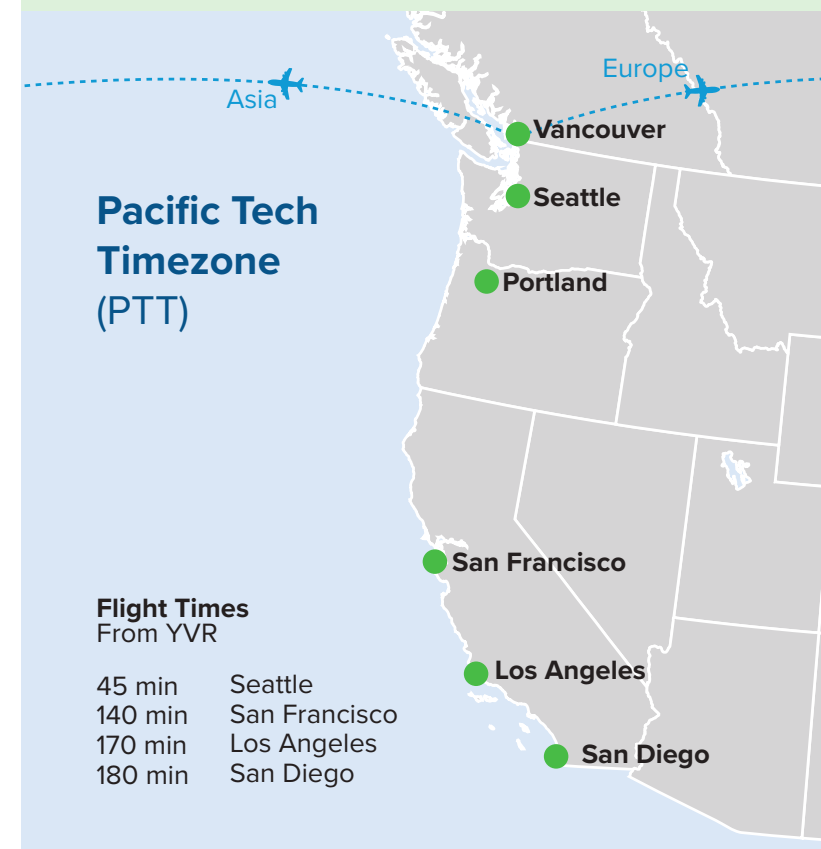 Asia
Europe
Vancouver
Seattle
Portland
Pacific Tech
Timezone
(PTT)
San Francisco
Los Angeles
San Diego
Flight Times
From YVR
45 min Seattle
140 min San Francisco
170 min Los Angeles
180 min San Diego